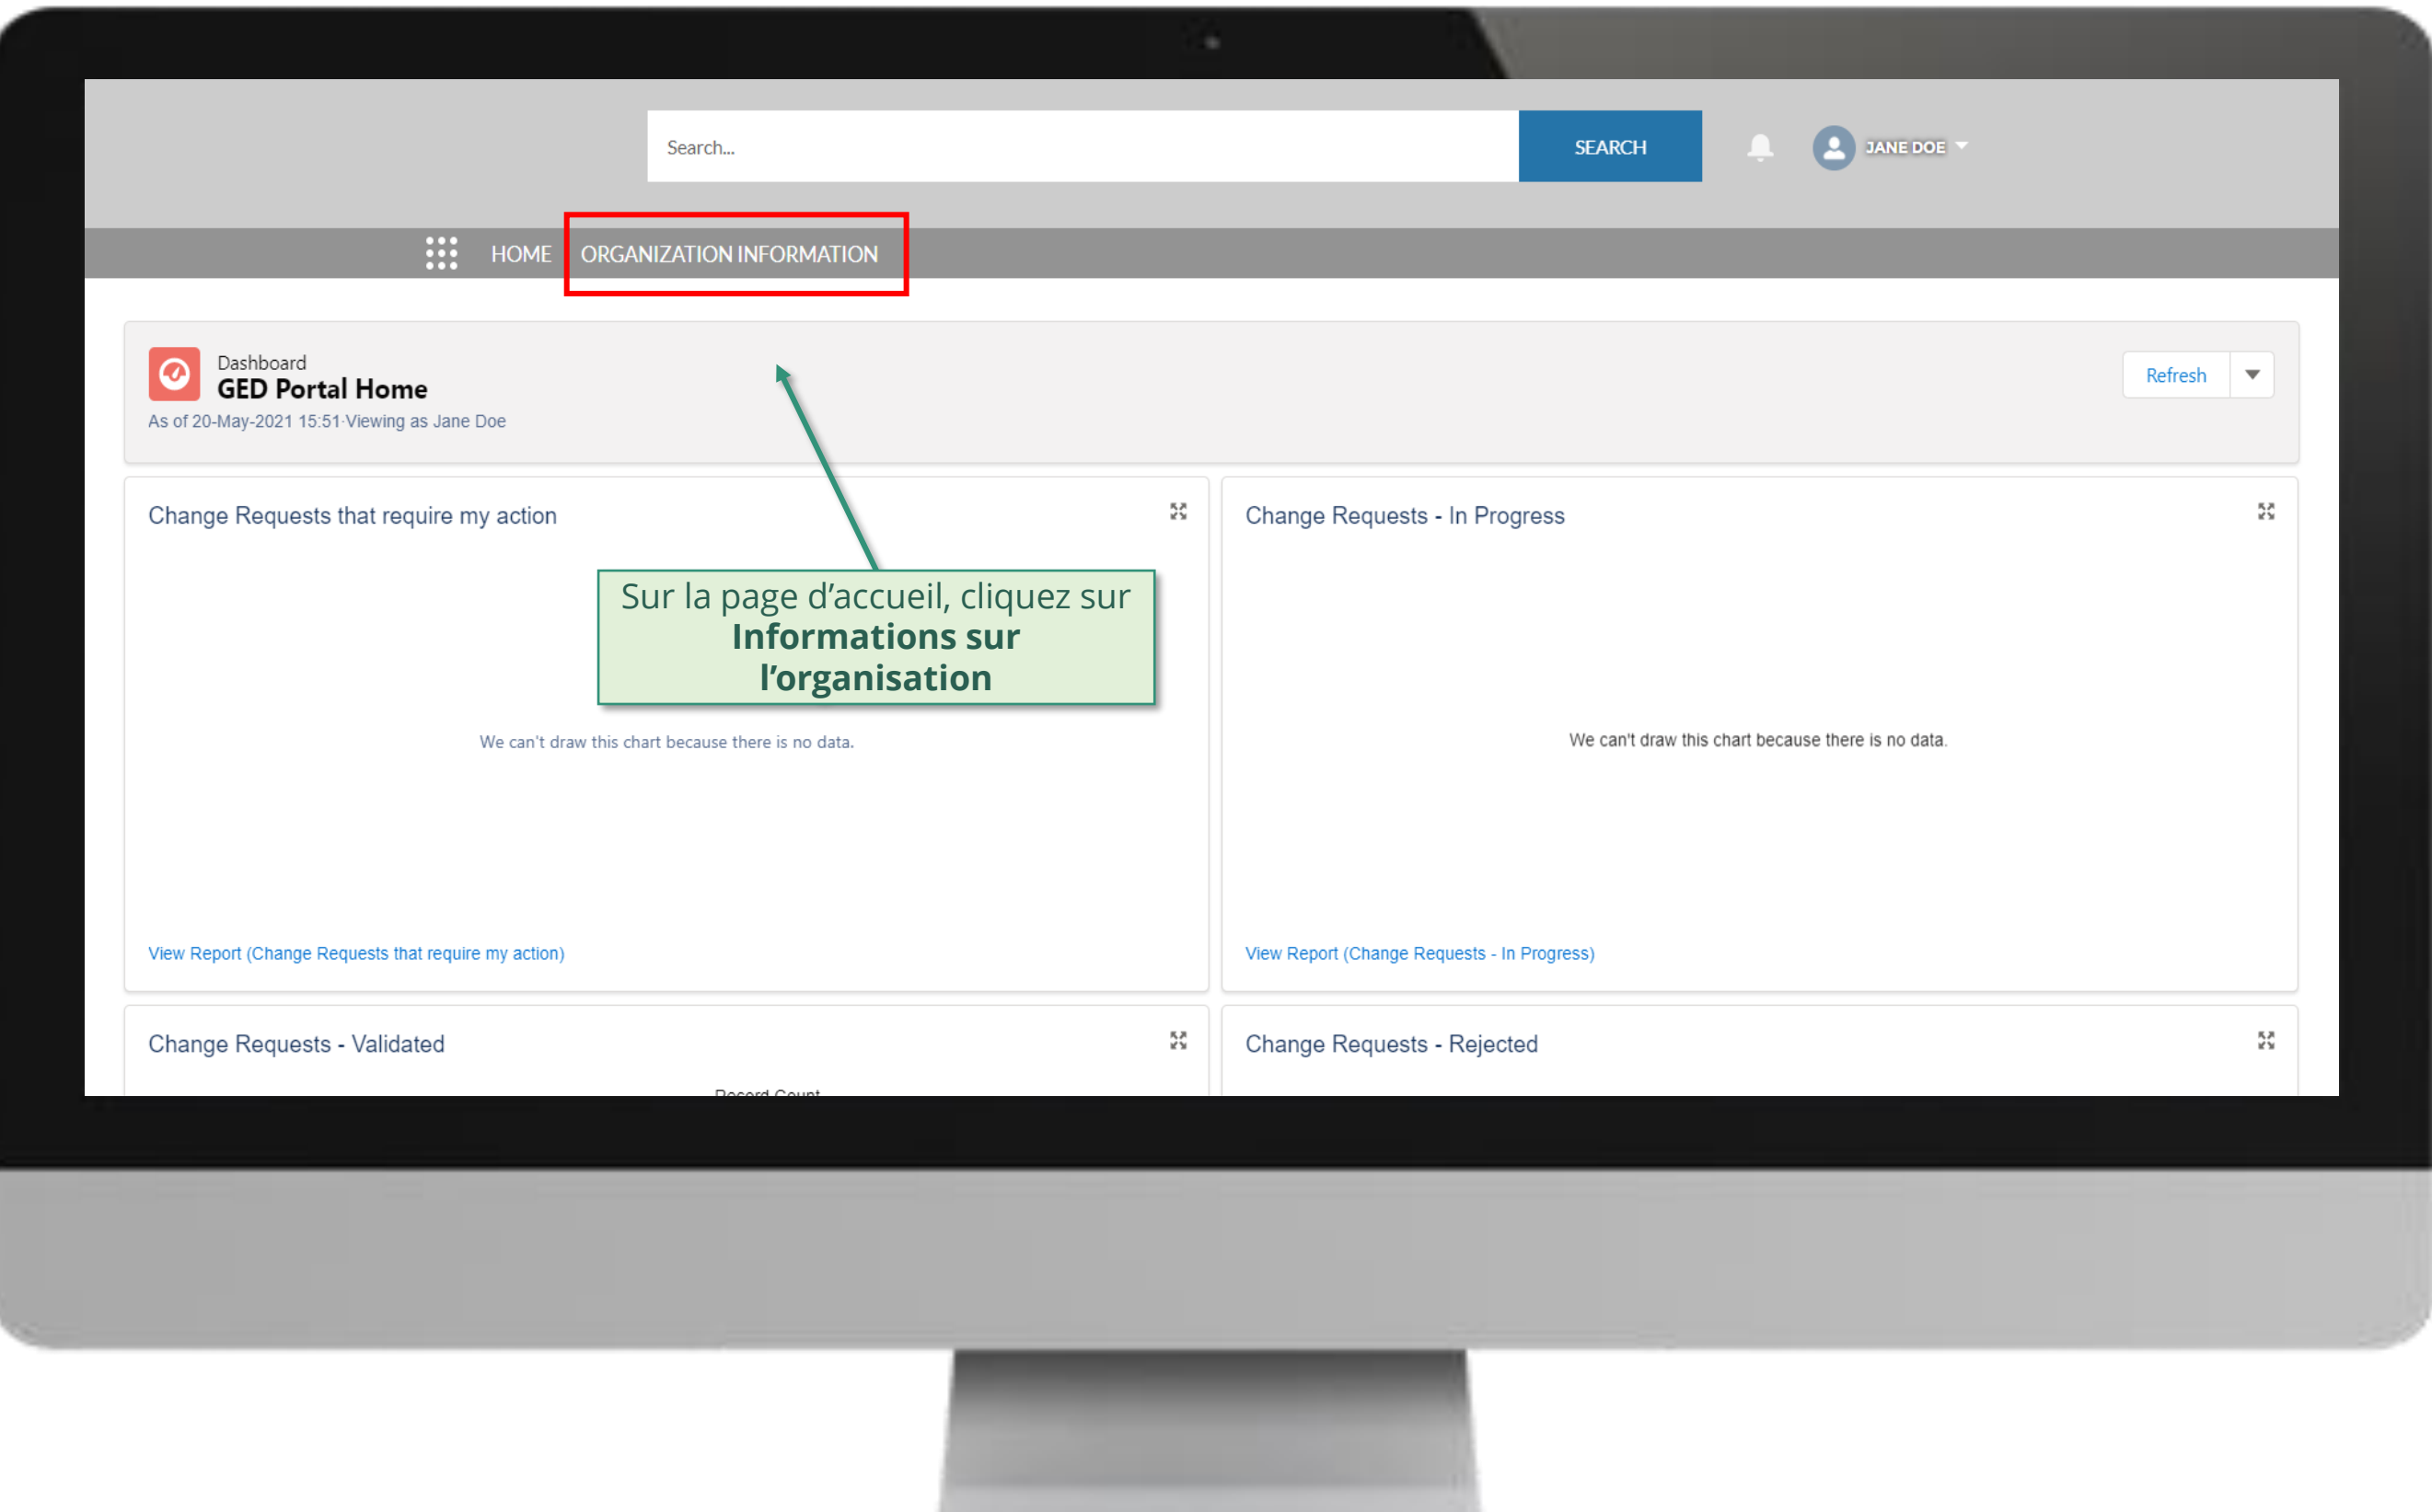 Search...
SEARCH
JANE DOE
HOME
ORGANIZATION INFORMATION
Dashboard
GED Portal Home
As of 20-May-2021 15:51·Viewing as Jane Doe
Refresh
Change Requests that require my action
Change Requests - In Progress
Sur la page d’accueil, cliquez sur
Informations sur
l’organisation
We can't draw this chart because there is no data.
We can't draw this chart because there is no data.
View Report (Change Requests that require my action)
View Report (Change Requests - In Progress)
Change Requests - Validated
Change Requests - Rejected
Record Count